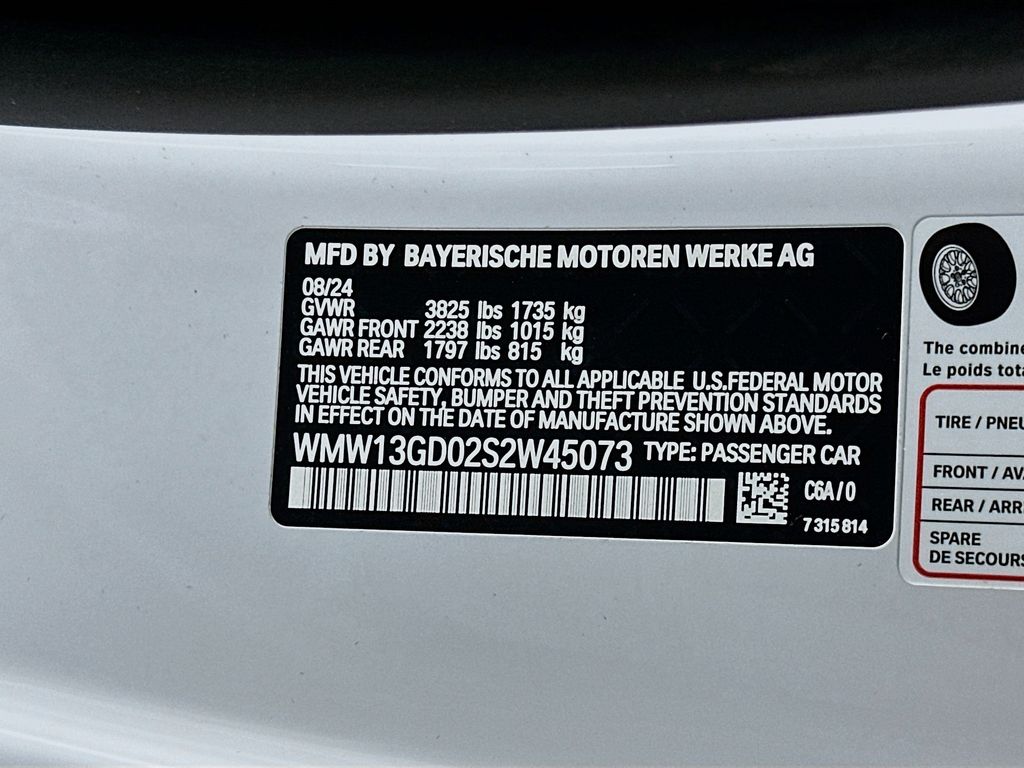 MFD BY BAYERISCHE MOTOREN WERKE AG
08/24
GVWR 3825 lbs 1735 kg
GAWR FRONT 2238 lbs 1015 kg
GAWR REAR 1797 lbs 815 kg
THIS VEHICLE CONFORMS TO ALL APPLICABLE U.S.FEDERAL MOTOR
VEHICLE SAFETY, BUMPER AND THEFT PREVENTION STANDARDS
IN EFFECT ON THE DATE OF MANUFACTURE SHOWN ABOVE.
WMW13GD02S2W45073 TYPE: PASSENGER CAR
C6A/0
7315814
The combine
Le poids tota
TIRE / PNEU
FRONT / AVA
REAR / ARRI
SPARE
DE SECOURS